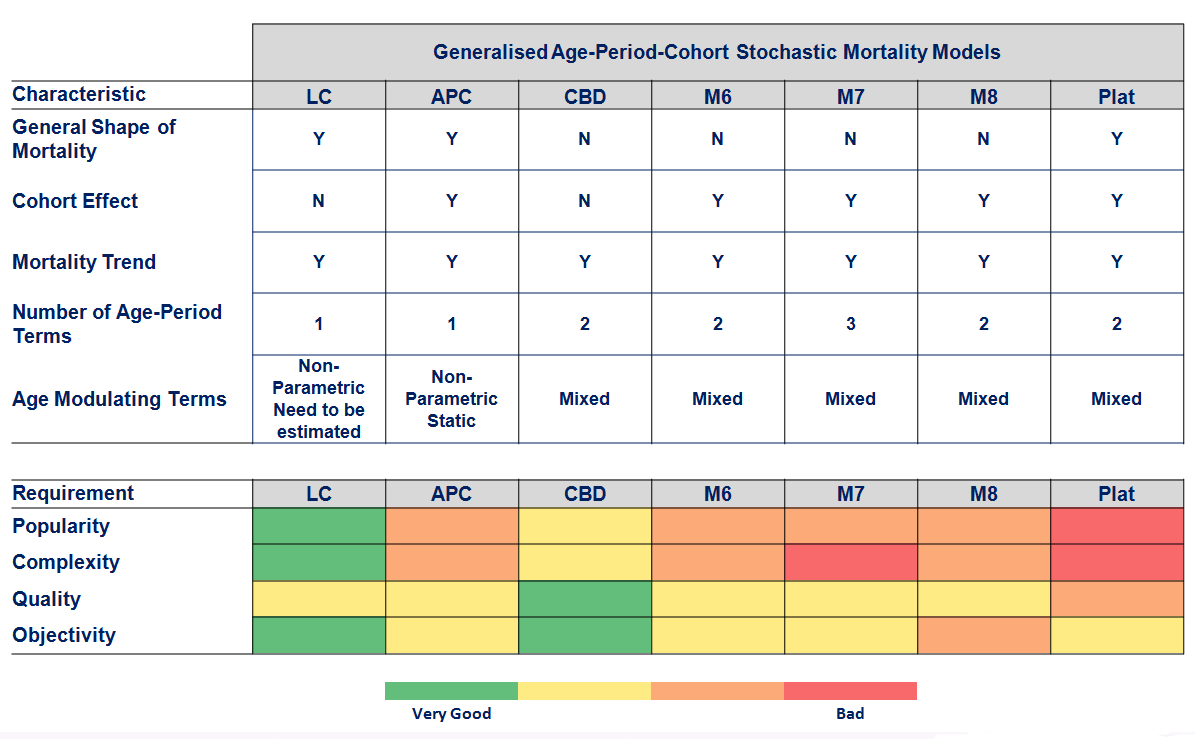 Generalised Age-Period-Cohort Stochastic Mortality Models
Characteristic LC APC CBD M6 M7 M8 Plat
General Shape of
Mortality Y Y N N N N Y
Cohort Effect N Y N Y Y Y Y
Mortality Trend Y Y Y Y Y Y Y
Number of Age-Period
Terms 1 1 2 2 3 2 2
Age Modulating Terms
Non-
Parametric
Need to be
estimated
Non-
Parametric
Static
Mixed Mixed Mixed Mixed Mixed
Requirement LC APC CBD M6 M7 M8 Plat
Popularity
Complexity
Quality
Objectivity
Very Good Bad